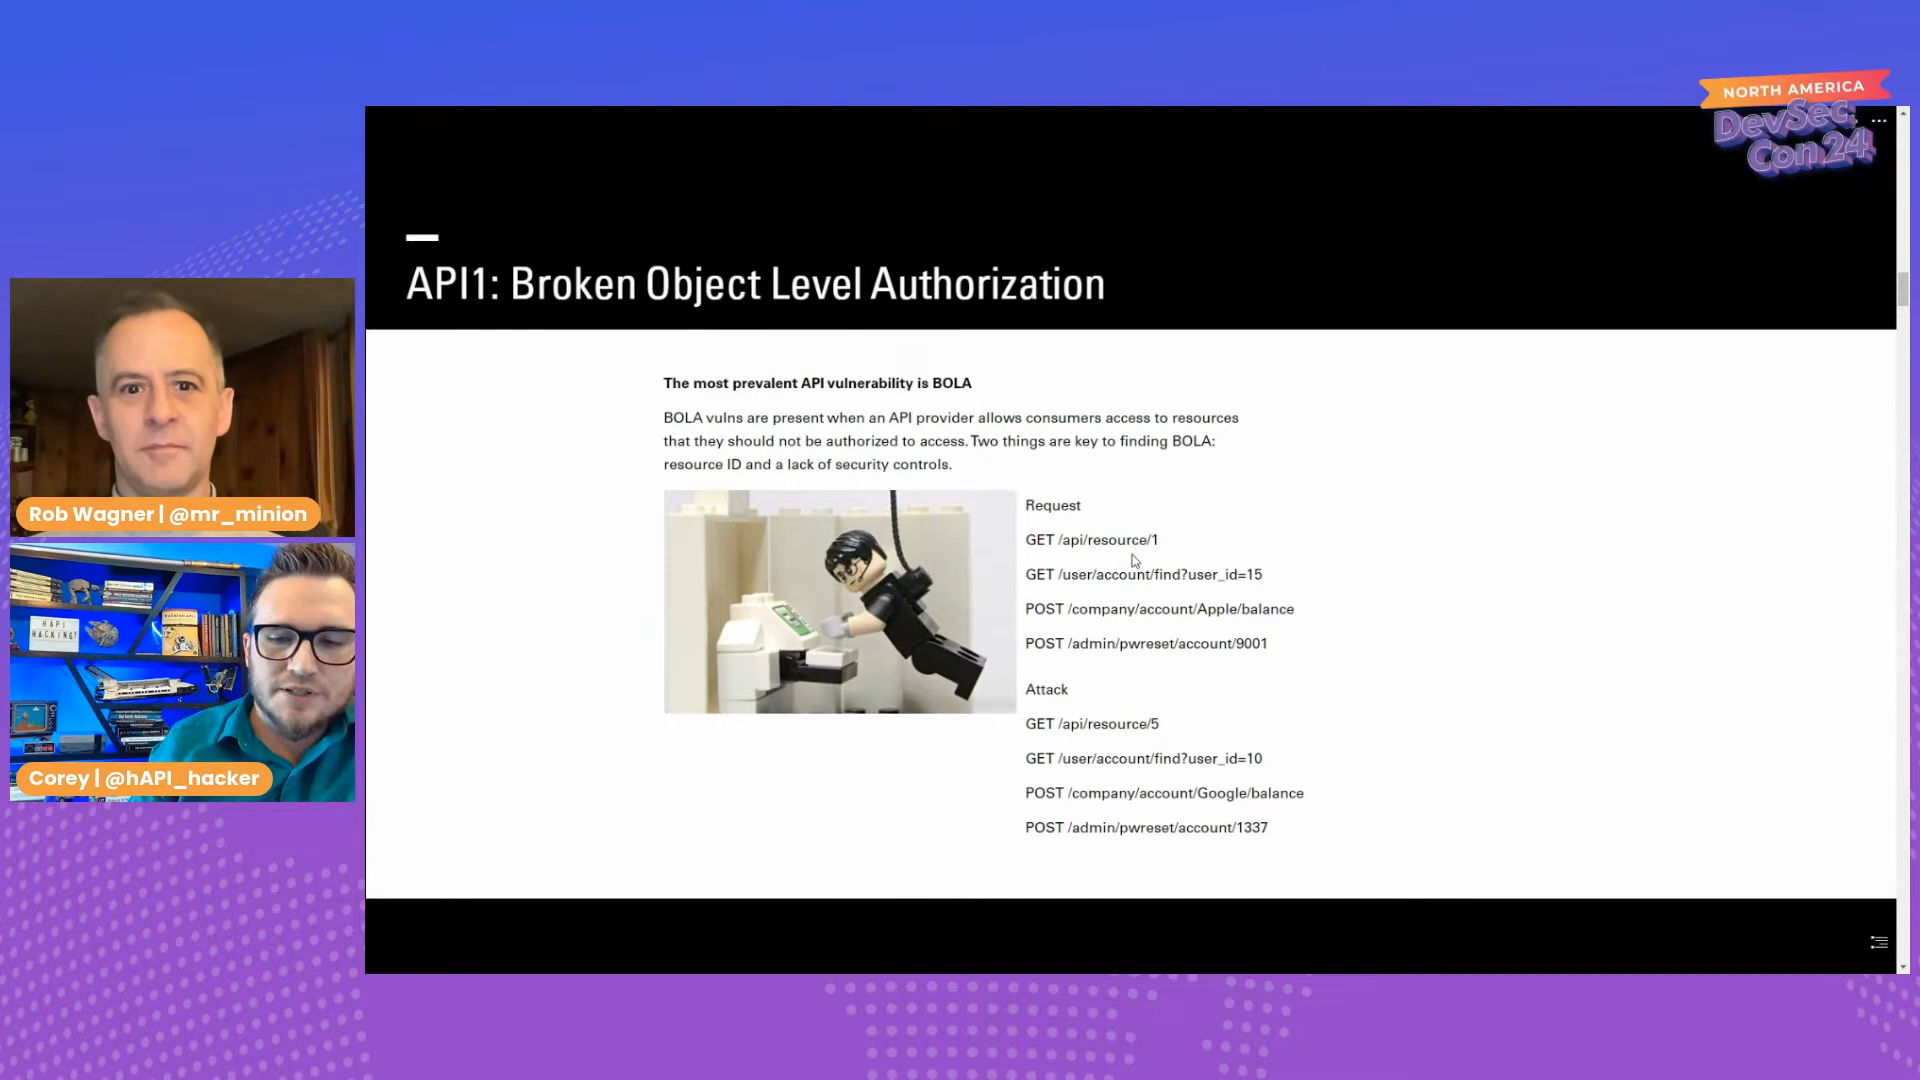 NORTH AMERICA
DevSec
Con 24
API1: Broken Object Level Authorization
The most prevalent API vulnerability is BOLA
BOLA vulns are present when an API provider allows consumers access to resources
that they should not be authorized to access. Two things are key to finding BOLA:
resource ID and a lack of security controls.
Request
GET /api/resource/1
GET /user/account/find?user_id=15
POST /company/account/Apple/balance
POST /admin/pwreset/account/9001
Attack
GET /api/resource/5
GET /user/account/find?user_id=10
POST /company/account/Google/balance
POST /admin/pwreset/account/1337
Rob Wagner | @mr_minion
HAPI
HACKING!
Corey | @hAPI_hacker